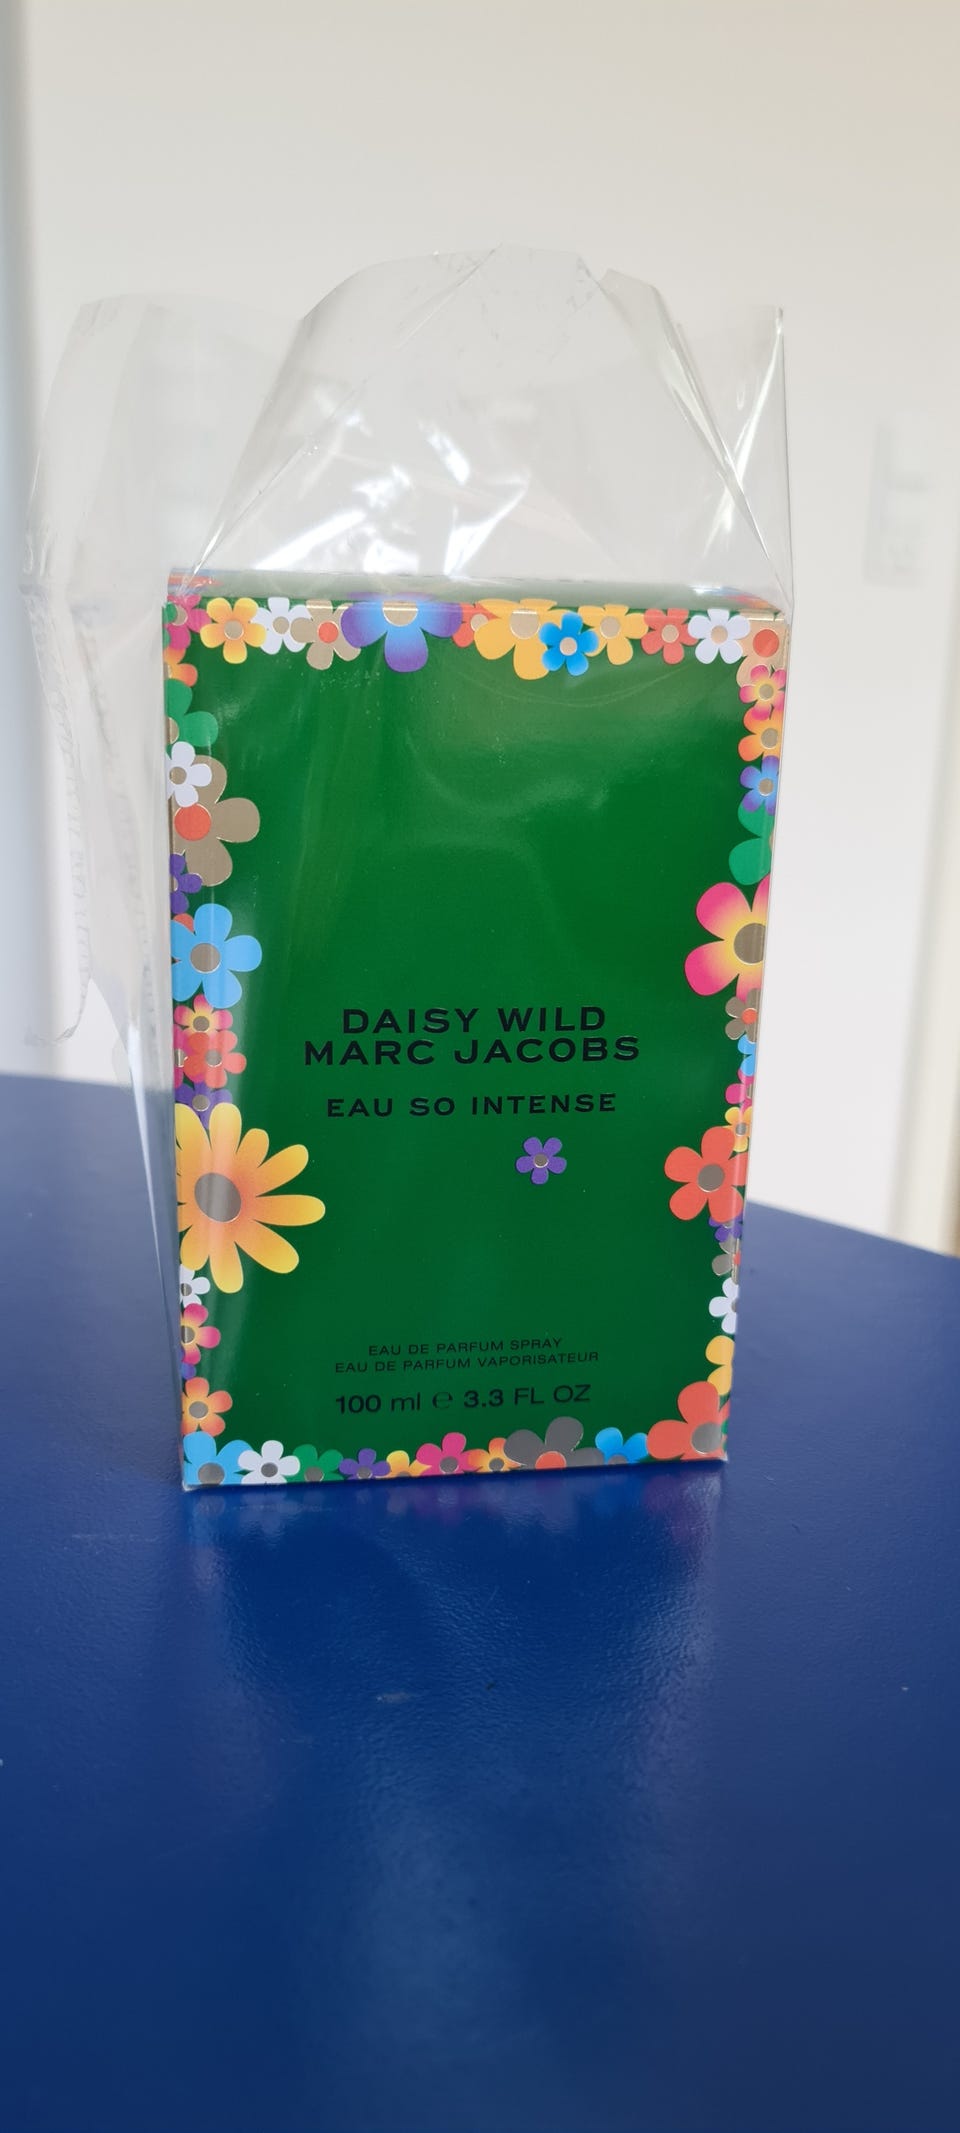 DAISY WILD
MARC JACOBS
EAU SO INTENSE
EAU DE PARFUM SPRAY
EAU DE PARFUM VAPORISATEUR
100 ml ℮ 3.3 FL OZ